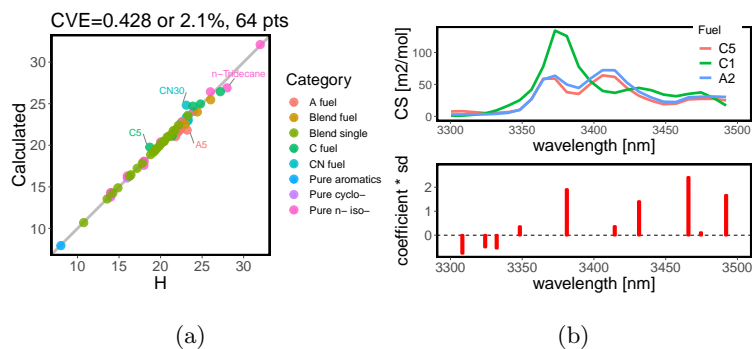 CVE=0.428 or 2.1%, 64 pts
Calculated
30
25
20
15
10
n-Tridecane
CN30
C5
A5
10
15
20
25
30
H
Category
A fuel
Blend fuel
Blend single
C fuel
CN fuel
Pure aromatics
Pure cyclo-
Pure n- iso-
(a)
CS [m2/mol]
100
50
0
3300
3350
3400
3450
3500
wavelength [nm]
Fuel
C5
C1
A2
coefficient * sd
2
1
0
3300
3350
3400
3450
3500
wavelength [nm]
(b)